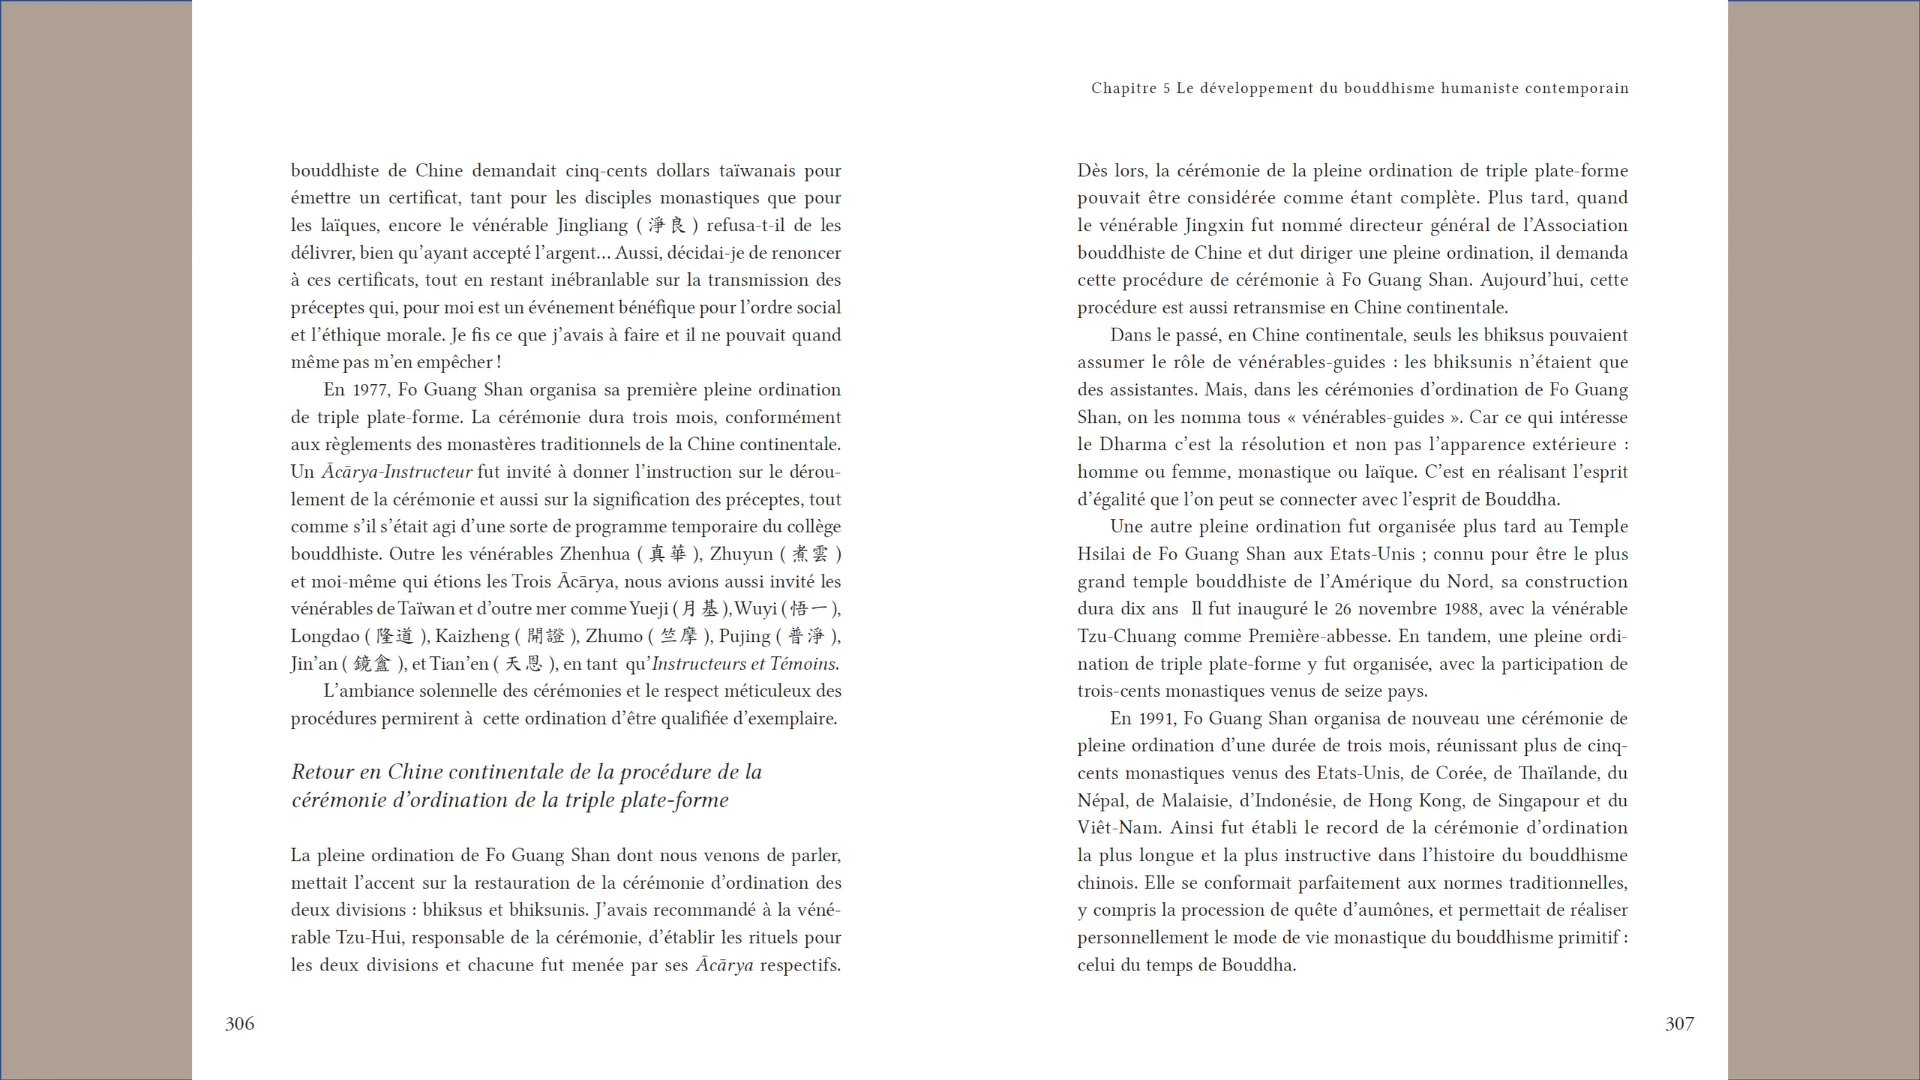 bouddhiste de Chine demandait cinq-cents dollars taïwanais pour
émettre un certificat, tant pour les disciples monastiques que pour
les laïques, encore le vénérable Jingliang ( 淨良 ) refusa-t-il de les
délivrer, bien qu’ayant accepté l’argent… Aussi, décidai-je de renoncer
à ces certificats, tout en restant inébranlable sur la transmission des
préceptes qui, pour moi est un événement bénéfique pour l’ordre social
et l’éthique morale. Je fis ce que j’avais à faire et il ne pouvait quand
même pas m’en empêcher !
En 1977, Fo Guang Shan organisa sa première pleine ordination
de triple plate-forme. La cérémonie dura trois mois, conformément
aux règlements des monastères traditionnels de la Chine continentale.
Un Ācārya-Instructeur fut invité à donner l’instruction sur le dérou-
lement de la cérémonie et aussi sur la signification des préceptes, tout
comme s’il s’était agi d’une sorte de programme temporaire du collège
bouddhiste. Outre les vénérables Zhenhua ( 真華 ), Zhuyun ( 煮雲 )
et moi-même qui étions les Trois Ācārya, nous avions aussi invité les
vénérables de Taïwan et d’outre mer comme Yueji ( 月基 ), Wuyi ( 悟一 ),
Longdao ( 隆道 ), Kaizheng ( 開證 ), Zhumo ( 竺摩 ), Pujing ( 普淨 ),
Jin’an ( 鏡盦 ), et Tian’en ( 天恩 ), en tant qu’Instructeurs et Témoins.
L’ambiance solennelle des cérémonies et le respect méticuleux des
procédures permirent à cette ordination d’être qualifiée d’exemplaire.
Retour en Chine continentale de la procédure de la
cérémonie d’ordination de la triple plate-forme
La pleine ordination de Fo Guang Shan dont nous venons de parler,
mettait l’accent sur la restauration de la cérémonie d’ordination des
deux divisions : bhiksus et bhiksunis. J’avais recommandé à la véné-
rable Tzu-Hui, responsable de la cérémonie, d’établir les rituels pour
les deux divisions et chacune fut menée par ses Ācārya respectifs.
306
Chapitre 5 Le développement du bouddhisme humaniste contemporain
Dès lors, la cérémonie de la pleine ordination de triple plate-forme
pouvait être considérée comme étant complète. Plus tard, quand
le vénérable Jingxin fut nommé directeur général de l’Association
bouddhiste de Chine et dut diriger une pleine ordination, il demanda
cette procédure de cérémonie à Fo Guang Shan. Aujourd’hui, cette
procédure est aussi retransmise en Chine continentale.
Dans le passé, en Chine continentale, seuls les bhiksus pouvaient
assumer le rôle de vénérables-guides : les bhiksunis n’étaient que
des assistantes. Mais, dans les cérémonies d’ordination de Fo Guang
Shan, on les nomma tous « vénérables-guides ». Car ce qui intéresse
le Dharma c’est la résolution et non pas l’apparence extérieure :
homme ou femme, monastique ou laïque. C’est en réalisant l’esprit
d’égalité que l’on peut se connecter avec l’esprit de Bouddha.
Une autre pleine ordination fut organisée plus tard au Temple
Hsilai de Fo Guang Shan aux Etats-Unis ; connu pour être le plus
grand temple bouddhiste de l’Amérique du Nord, sa construction
dura dix ans Il fut inauguré le 26 novembre 1988, avec la vénérable
Tzu-Chuang comme Première-abbesse. En tandem, une pleine ordi-
nation de triple plate-forme y fut organisée, avec la participation de
trois-cents monastiques venus de seize pays.
En 1991, Fo Guang Shan organisa de nouveau une cérémonie de
pleine ordination d’une durée de trois mois, réunissant plus de cinq-
cents monastiques venus des Etats-Unis, de Corée, de Thaïlande, du
Népal, de Malaisie, d’Indonésie, de Hong Kong, de Singapour et du
Viêt-Nam. Ainsi fut établi le record de la cérémonie d’ordination
la plus longue et la plus instructive dans l’histoire du bouddhisme
chinois. Elle se conformait parfaitement aux normes traditionnelles,
y compris la procession de quête d’aumônes, et permettait de réaliser
personnellement le mode de vie monastique du bouddhisme primitif :
celui du temps de Bouddha.
307